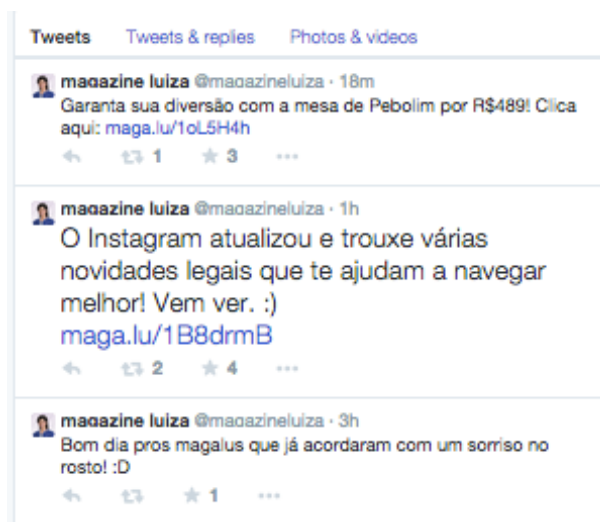 Tweets Tweets & replies Photos & videos
magazine luiza @magazineluiza · 18m
Garanta sua diversão com a mesa de Pebolim por R$489! Clica
aqui: maga.lu/1oL5H4h
1 3
magazine luiza @magazineluiza · 1h
O Instagram atualizou e trouxe várias
novidades legais que te ajudam a navegar
melhor! Vem ver. :)
maga.lu/1B8drmB
2 4
magazine luiza @magazineluiza · 3h
Bom dia pros magalus que já acordaram com um sorriso no
rosto! :D
1